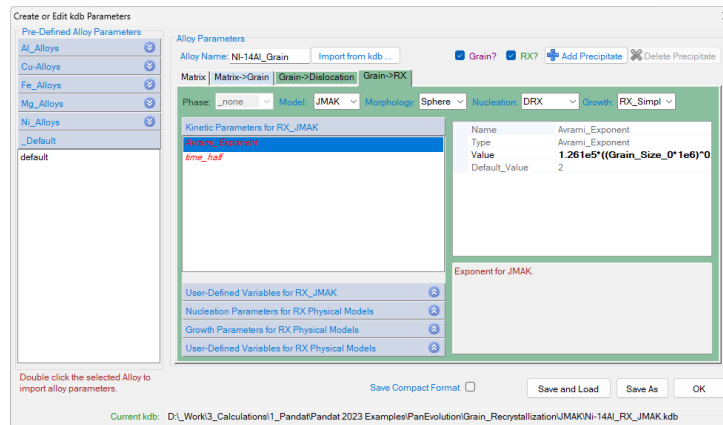 Create or Edit kdb Parameters
Pre-Defined Alloy Parameters
Al_Alloys
Cu-Alloys
Fe_Alloys
Mg_Alloys
Ni_Alloys
_Default
default
Double click the selected Alloy to
import alloy parameters.
Alloy Parameters
Alloy Name: NI-14Al_Grain Import from kdb ... Grain? RX? Add Precipitate Delete Precipitate
Matrix Matrix->Grain Grain->Dislocation Grain->RX
Phase: _none Model: JMAK Morphology: Sphere Nucleation: DRX Growth: RX_Simpl
Kinetic Parameters for RX_JMAK
Avrami_Exponent
time_half
User-Defined Variables for RX_JMAK
Nucleation Parameters for RX Physical Models
Growth Parameters for RX Physical Models
User-Defined Variables for RX Physical Models
Name Avrami_Exponent
Type Avrami_Exponent
Value 1.261e5*((Grain_Size_0*1e6)^0.
Default_Value 2
Exponent for JMAK.
Save Compact Format Save and Load Save As OK
Current kdb: D:\_Work\3_Calculations\1_Pandat\Pandat 2023 Examples\PanEvolution\Grain_Recrystallization\JMAK\Ni-14Al_RX_JMAK.kdb